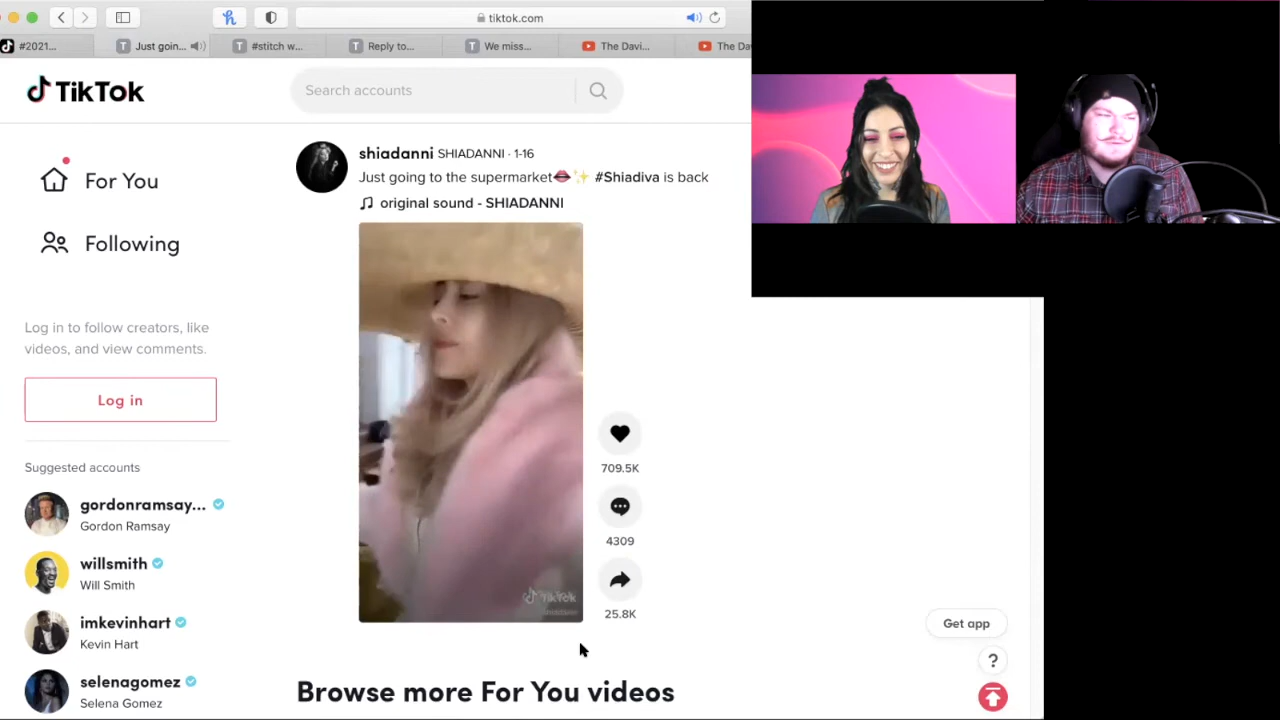 tiktok.com
#2021...
Just goin...
#stitch w...
Reply to...
We miss...
The Davi...
The Da
TikTok
Search accounts
For You
Following
Log in to follow creators, like
videos, and view comments.
Log in
Suggested accounts
gordonramsay...
Gordon Ramsay
willsmith
Will Smith
imkevinhart
Kevin Hart
selenagomez
Selena Gomez
shiadanni SHIADANNI · 1-16
Just going to the supermarket🫦✨ #Shiadiva is back
original sound - SHIADANNI
TikTok
709.5K
4309
25.8K
Get app
?
Browse more For You videos